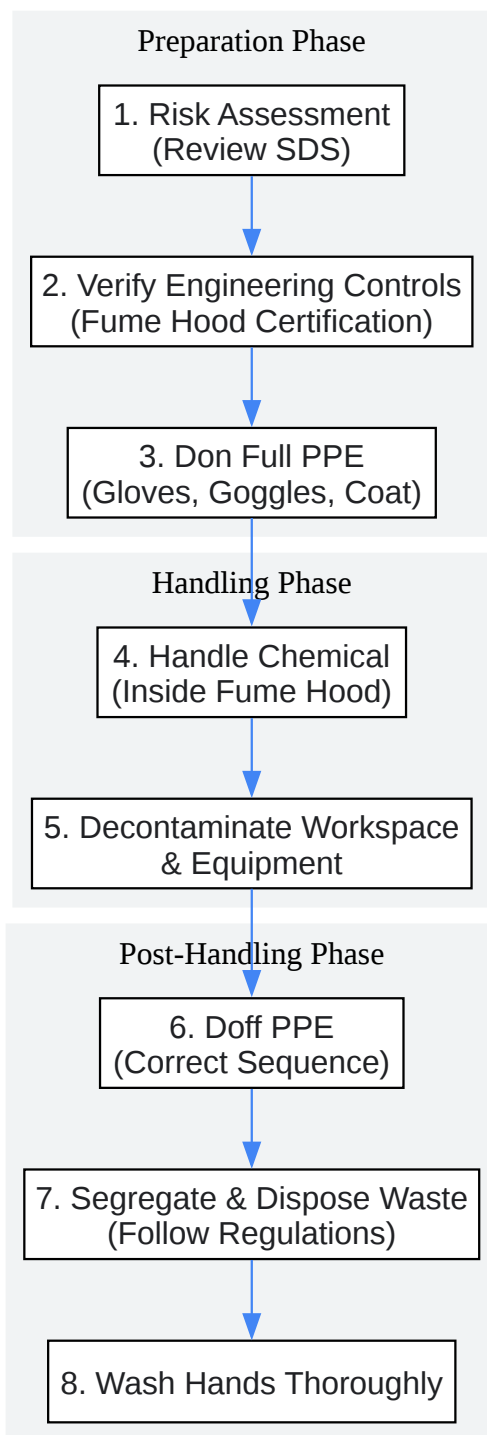 Preparation Phase
1. Risk Assessment
(Review SDS)
2. Verify Engineering Controls
(Fume Hood Certification)
3. Don Full PPE
(Gloves, Goggles, Coat)
Handling Phase
4. Handle Chemical
(Inside Fume Hood)
5. Decontaminate Workspace
& Equipment
Post-Handling Phase
6. Doff PPE
(Correct Sequence)
7. Segregate & Dispose Waste
(Follow Regulations)
8. Wash Hands Thoroughly